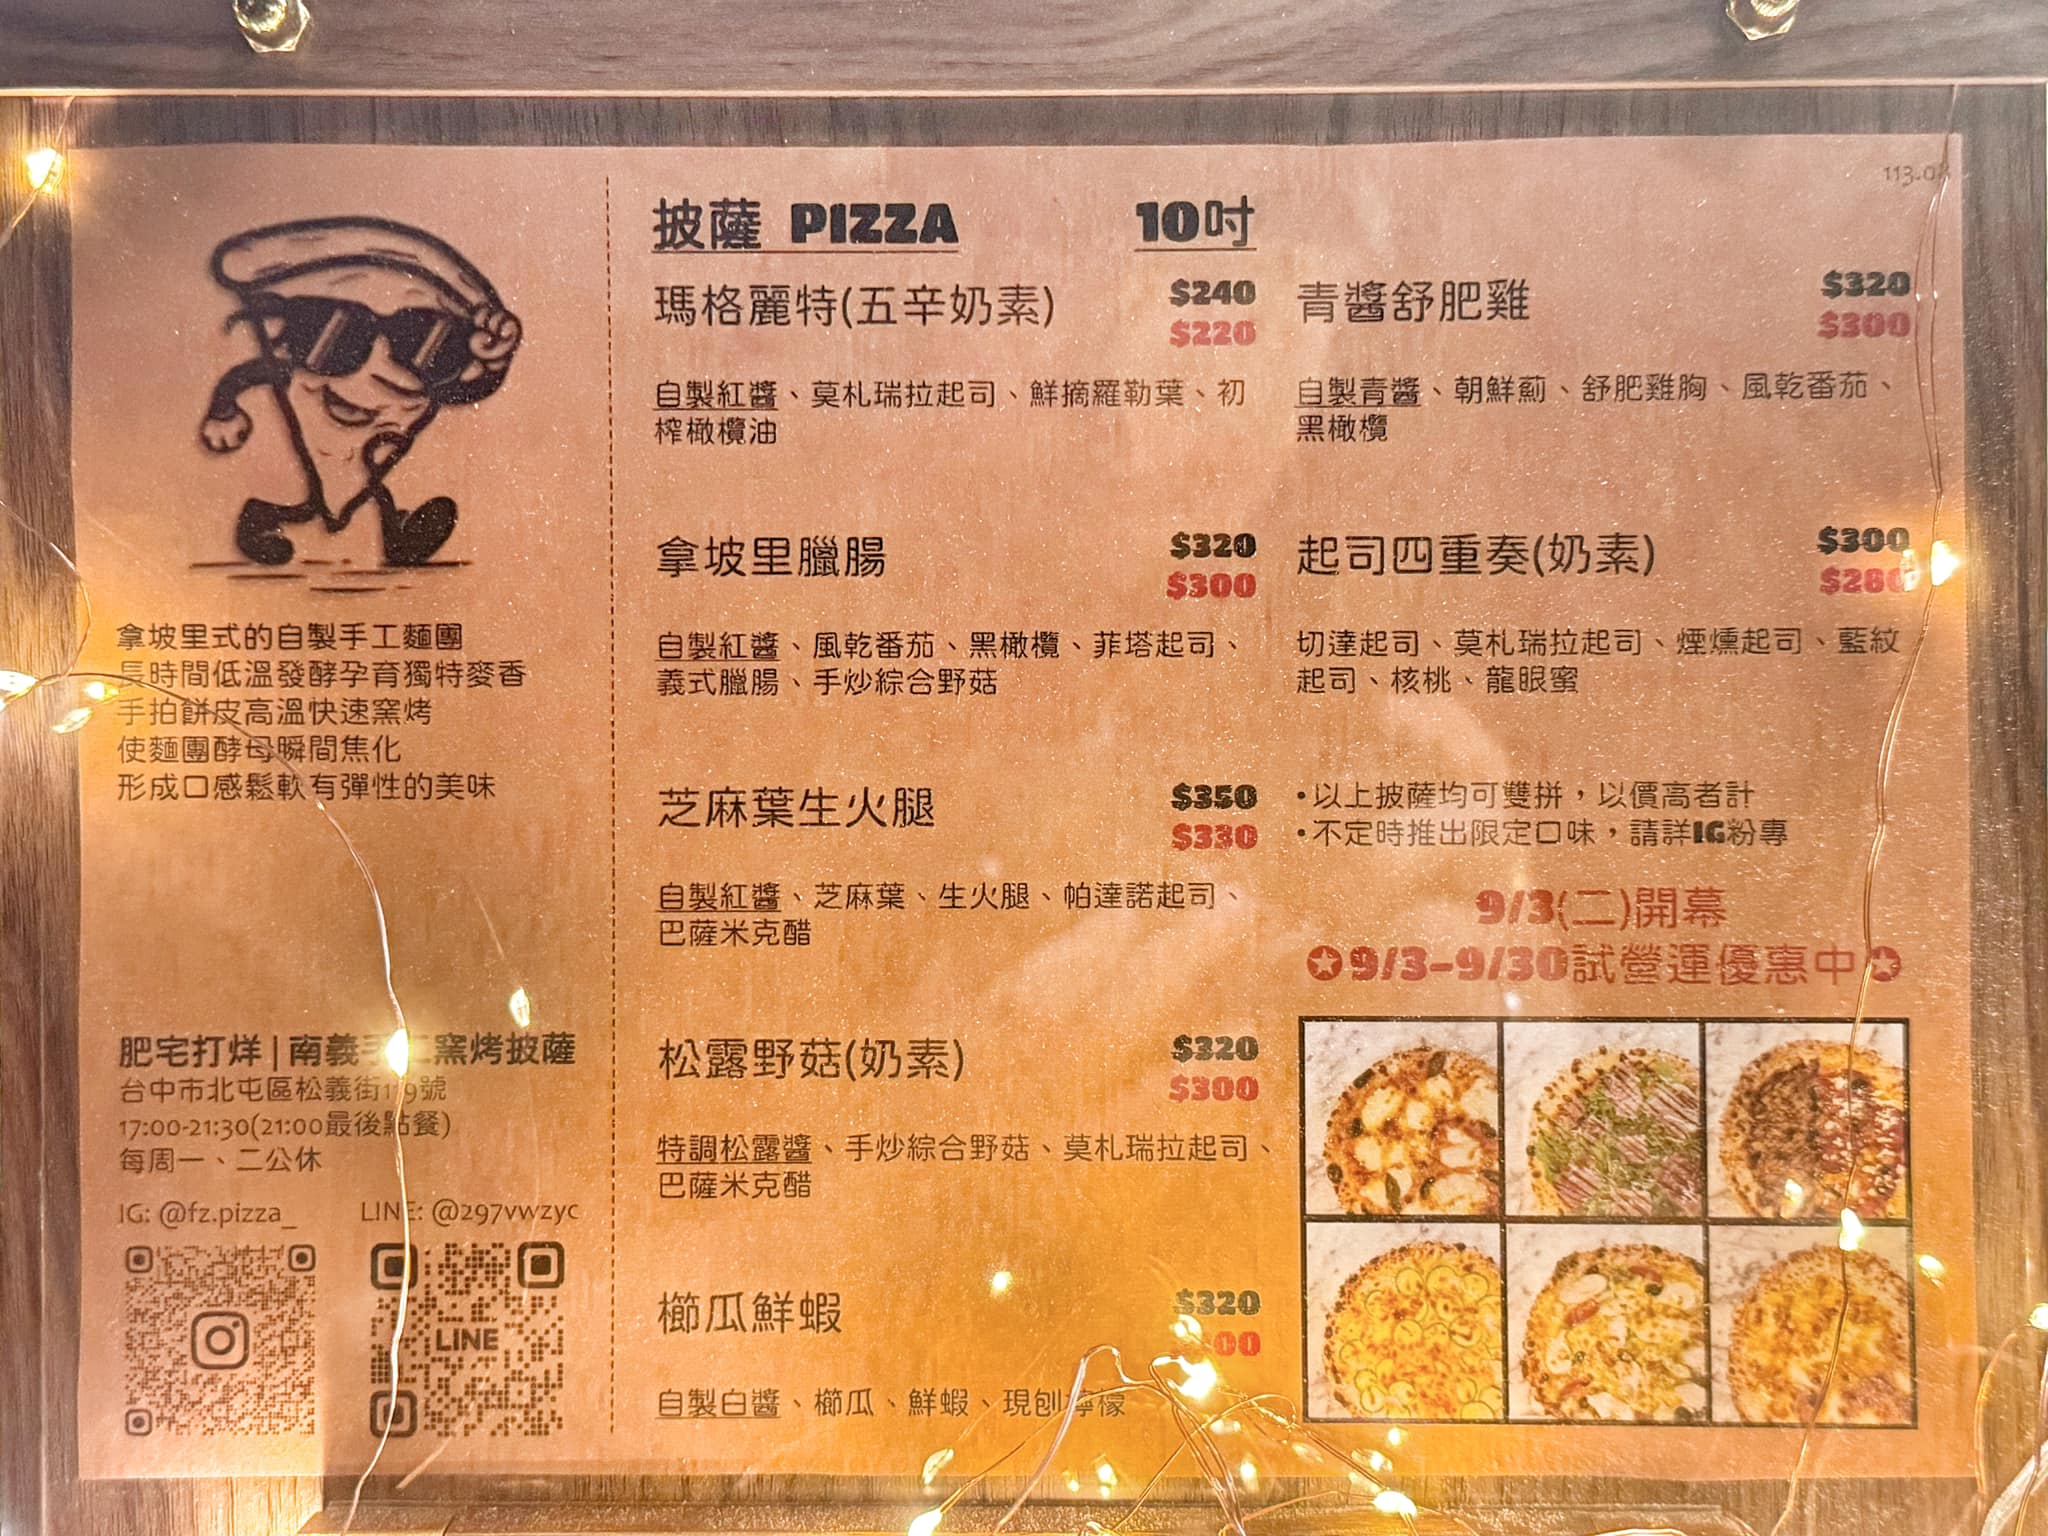 113.08
拿坡里式的自製手工麵團
長時間低溫發酵孕育獨特麥香
手拍餅皮高溫快速窯烤
使麵團酵母瞬間焦化
形成口感鬆軟有彈性的美味
肥宅打烊 | 南義手工窯烤披薩
台中市北屯區松義街119號
17:00-21:30(21:00最後點餐)
每周一、二公休
IG: @fz.pizza_ LINE: @297vwzyc
LINE
披薩 PIZZA 10吋
瑪格麗特(五辛奶素) $240
$220
自製紅醬、莫札瑞拉起司、鮮摘羅勒葉、初
榨橄欖油
拿坡里臘腸 $320
$300
自製紅醬、風乾番茄、黑橄欖、菲塔起司、
義式臘腸、手炒綜合野菇
芝麻葉生火腿 $350
$330
自製紅醬、芝麻葉、生火腿、帕達諾起司、
巴薩米克醋
松露野菇(奶素) $320
$300
特調松露醬、手炒綜合野菇、莫札瑞拉起司、
巴薩米克醋
櫛瓜鮮蝦 $320
自製白醬、櫛瓜、鮮蝦、現刨檸檬
青醬舒肥雞 $320
$300
自製青醬、朝鮮薊、舒肥雞胸、風乾番茄、
黑橄欖
起司四重奏(奶素) $300
$280
切達起司、莫札瑞拉起司、煙燻起司、藍紋
起司、核桃、龍眼蜜
•以上披薩均可雙拼，以價高者計
•不定時推出限定口味，請詳IG粉專
9/3(二)開幕
✪9/3-9/30試營運優惠中✪